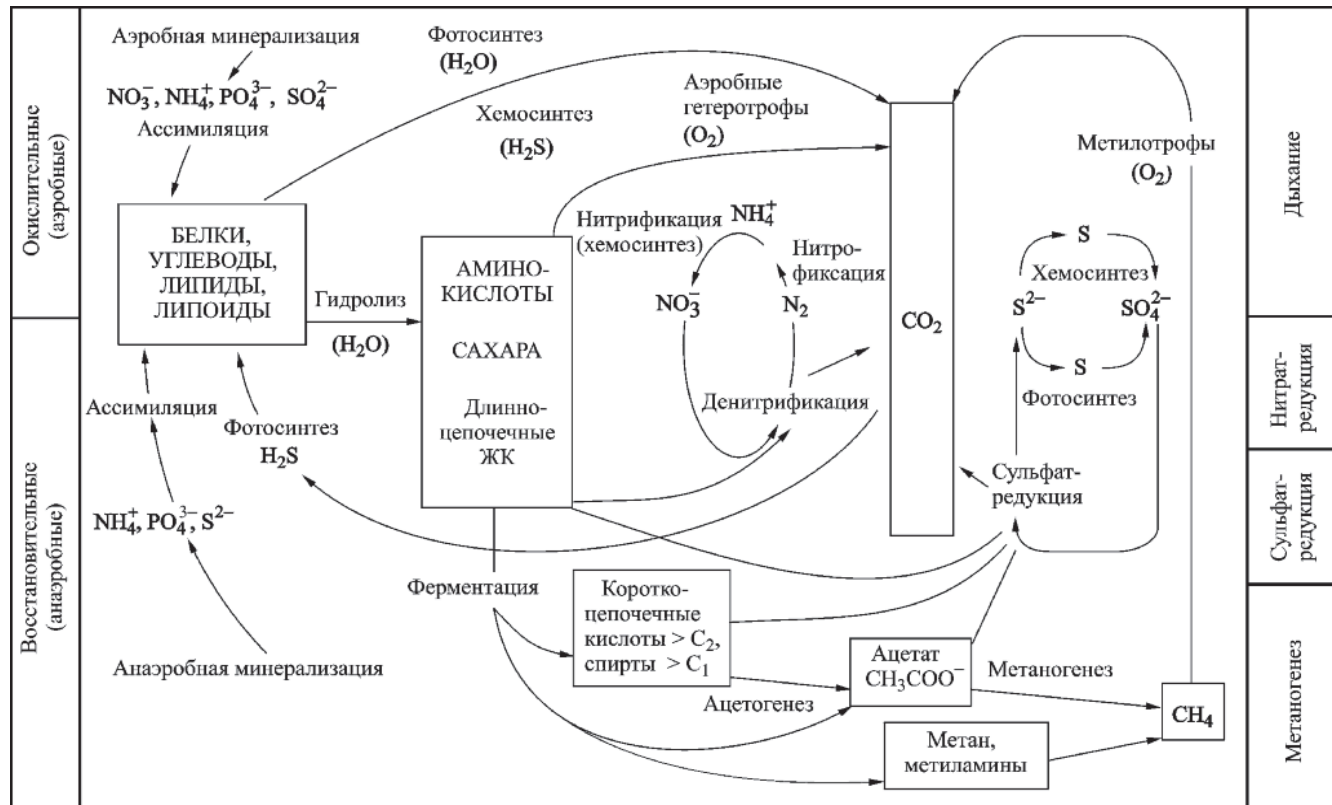 Окислительные
(аэробные)
Восстановительные
(анаэробные)
Аэробная минерализация
NO₃⁻, NH₄⁺, PO₄³⁻, SO₄²⁻
Ассимиляция
БЕЛКИ,
УГЛЕВОДЫ,
ЛИПИДЫ,
ЛИПОИДЫ
Фотосинтез
(H₂O)
Хемосинтез
(H₂S)
Аэробные
гетеротрофы
(O₂)
Гидролиз
(H₂O)
АМИНО-
КИСЛОТЫ
САХАРА
Длинно-
цепочечные
ЖК
Нитрификация
(хемосинтез)
NH₄⁺
Нитро-
фиксация
NO₃⁻
N₂
Денитрификация
CO₂
Метилотрофы
(O₂)
S
Хемосинтез
S²⁻
SO₄²⁻
S
Фотосинтез
Сульфат-
редукция
Ассимиляция
Фотосинтез
H₂S
NH₄⁺, PO₄³⁻, S²⁻
Анаэробная минерализация
Ферментация
Коротко-
цепочечные
кислоты > C₂,
спирты > C₁
Ацетогенез
Ацетат
CH₃COO⁻
Метаногенез
Метан,
метиламины
CH₄
Дыхание
Нитрат-
редукция
Сульфат-
редукция
Метаногенез